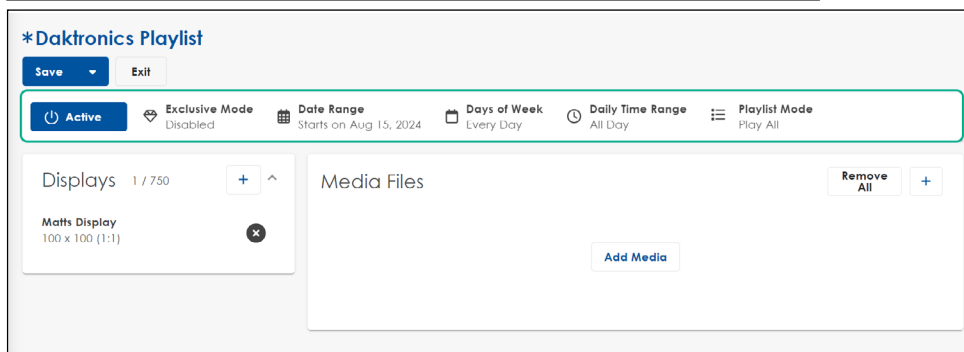 *Daktronics Playlist
Save Exit
Active Exclusive Mode Date Range Days of Week Daily Time Range Playlist Mode
Disabled Starts on Aug 15, 2024 Every Day All Day Play All
Displays 1 / 750 + Media Files Remove All +
Matts Display
100 x 100 (1:1)
Add Media